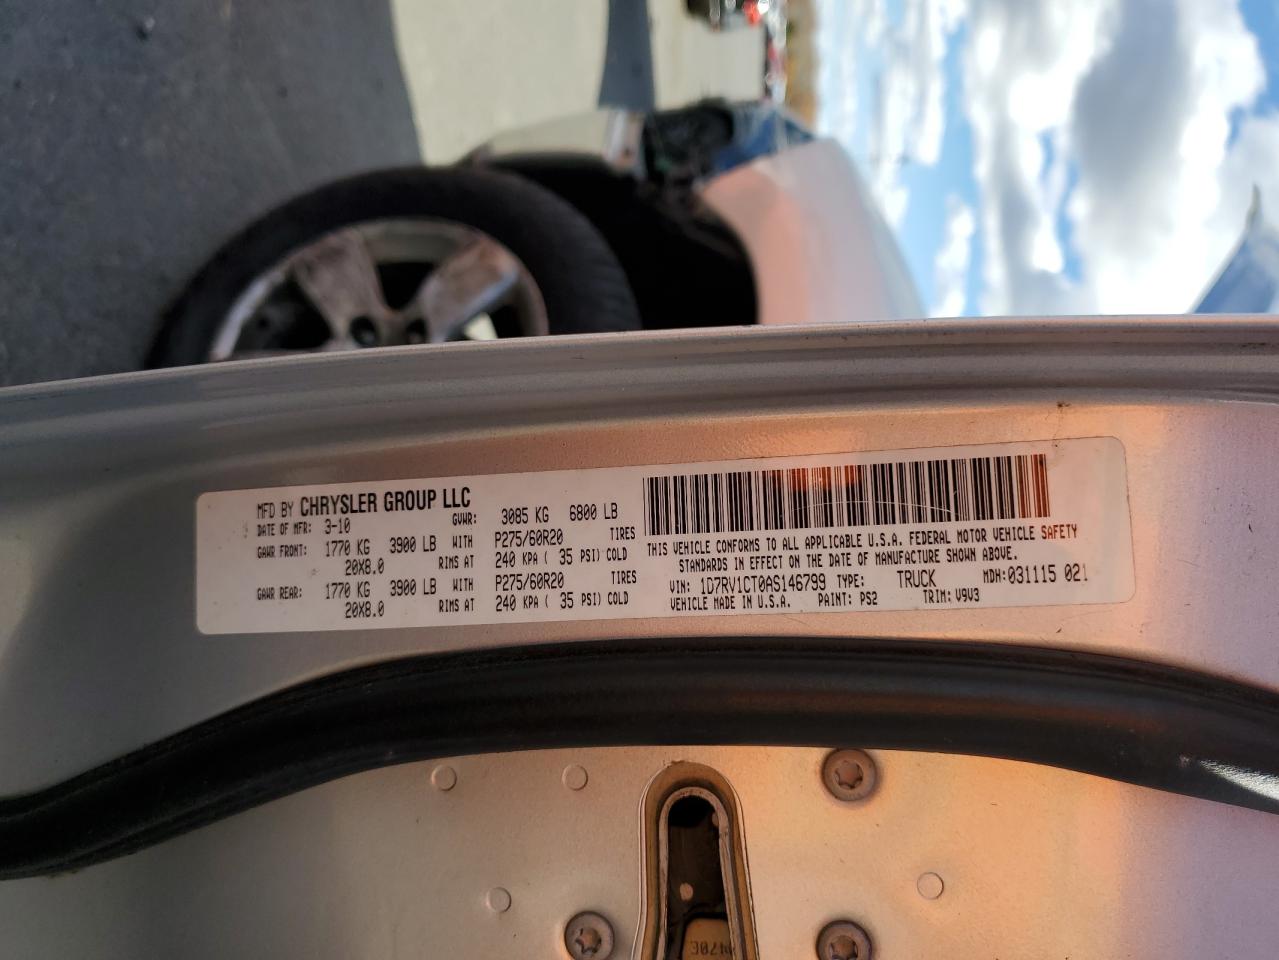 MFD BY CHRYSLER GROUP LLC
DATE OF MFR: 3-10 GVWR: 3085 KG 6800 LB
GAWR FRONT: 1770 KG 3900 LB WITH P275/60R20 TIRES
20X8.0 RIMS AT 240 KPA ( 35 PSI) COLD
GAWR REAR: 1770 KG 3900 LB WITH P275/60R20 TIRES
20X8.0 RIMS AT 240 KPA ( 35 PSI) COLD
THIS VEHICLE CONFORMS TO ALL APPLICABLE U.S.A. FEDERAL MOTOR VEHICLE SAFETY
STANDARDS IN EFFECT ON THE DATE OF MANUFACTURE SHOWN ABOVE.
VIN: 1D7RV1CT0AS146799 TYPE: TRUCK MDH: 031115 021
VEHICLE MADE IN U.S.A. PAINT: PS2 TRIM: V9V3